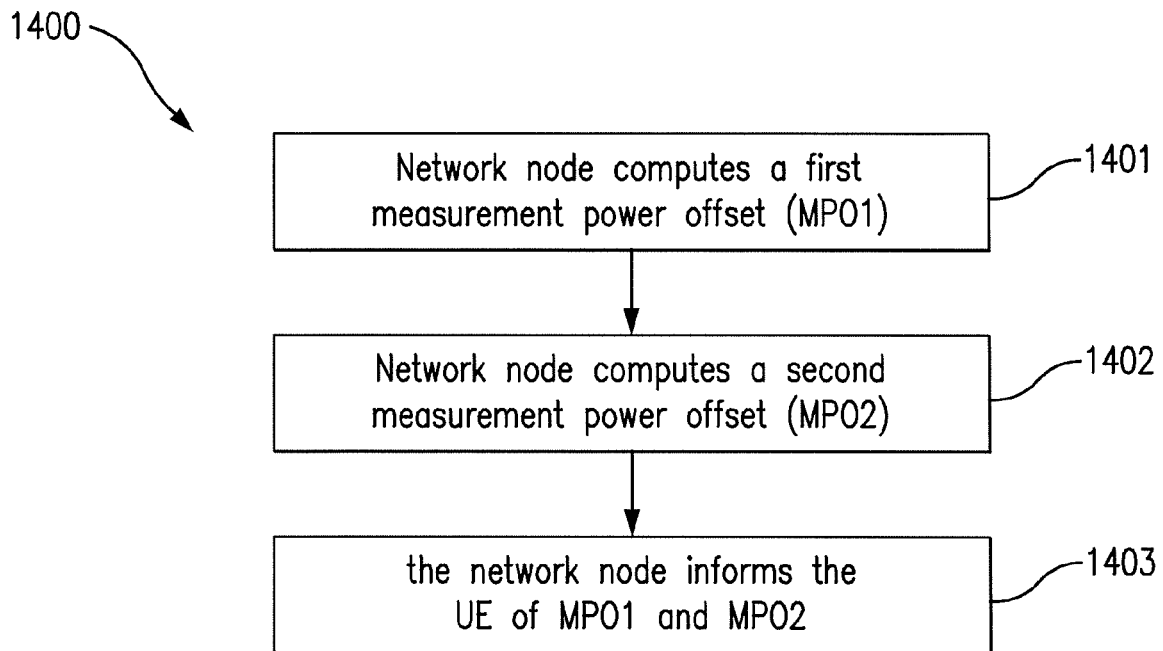 1400
Network node computes a first
measurement power offset (MPO1)
1401
Network node computes a second
measurement power offset (MPO2)
1402
the network node informs the
UE of MPO1 and MPO2
1403